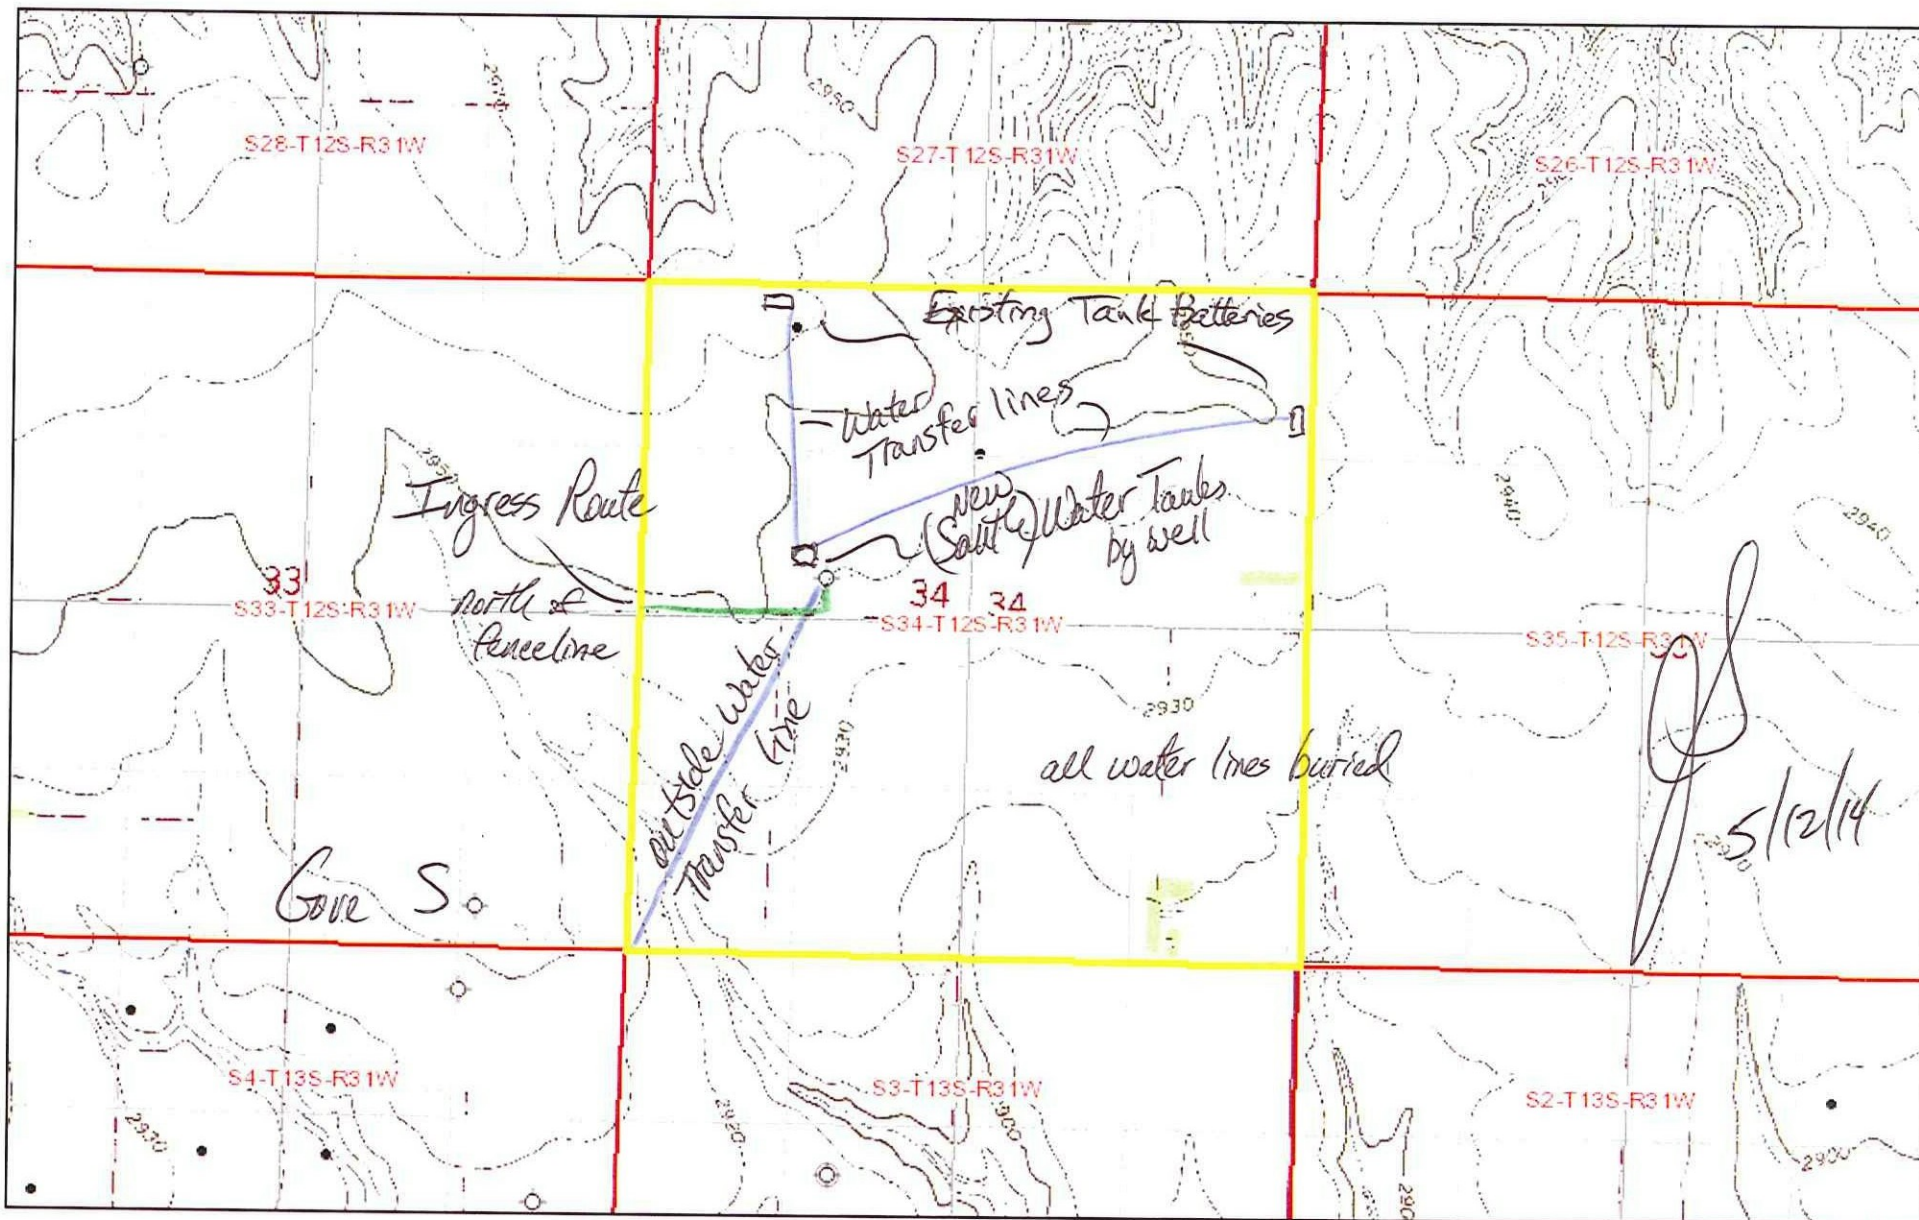 2970
2950
S28-T12S-R31W
S27-T12S-R31W
S26-T12S-R31W
Existing Tank Batteries
Water
Transfer lines
2950
Ingress Route
New
Water Tanks
by well
2940
2940
33
S33-T12S-R31W
north of
fenceline
34
34
S34-T12S-R31W
S35-T12S-R31W
outside Water
Transfer Line
2930
2930
all water lines buried
5/12/14
Gove S
S4-T13S-R31W
S3-T13S-R31W
S2-T13S-R31W
2930
2920
2900
2900
2890